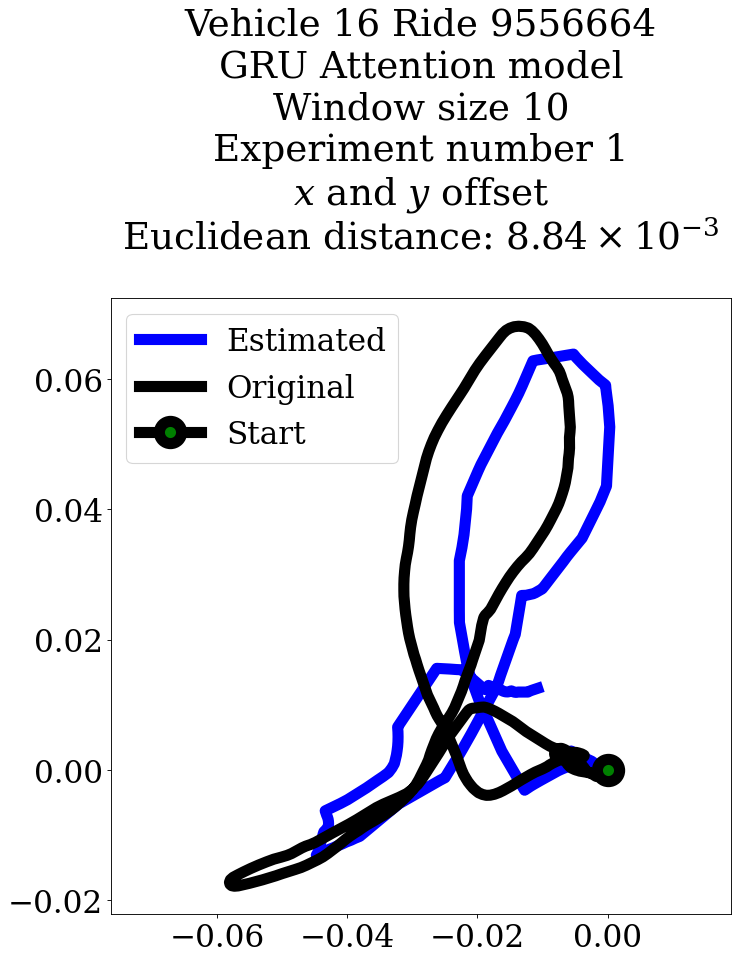 Vehicle 16 Ride 9556664
GRU Attention model
Window size 10
Experiment number 1
x and y offset
Euclidean distance: 8.84 × 10⁻³
Estimated
Original
Start
0.06
0.04
0.02
0.00
−0.02
−0.06
−0.04
−0.02
0.00